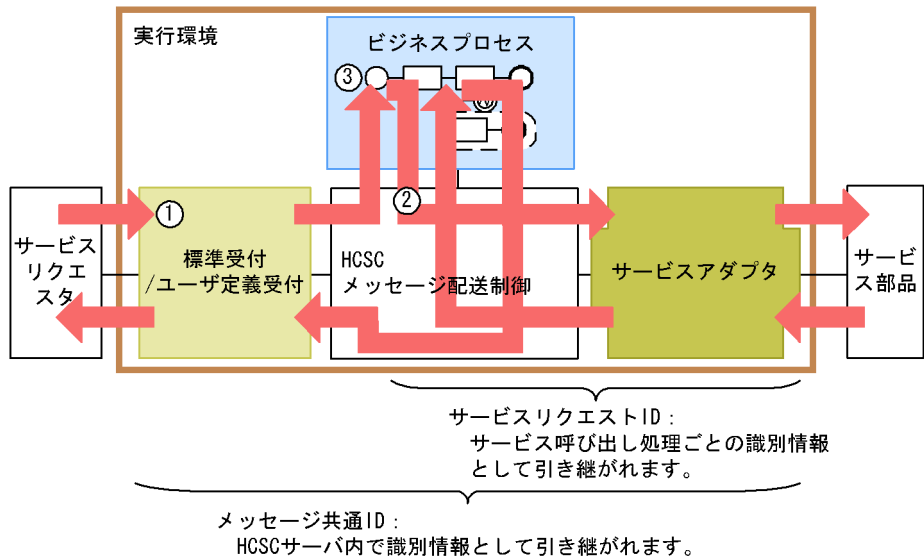 実行環境
ビジネスプロセス
③
①
②
サービス
リクエ
スタ
標準受付
/ユーザ定義受付
HCSC
メッセージ配送制御
サービスアダプタ
サービ
ス部品
サービスリクエストID：
サービス呼び出し処理ごとの識別情報
として引き継がれます。
メッセージ共通ID：
HCSCサーバ内で識別情報として引き継がれます。